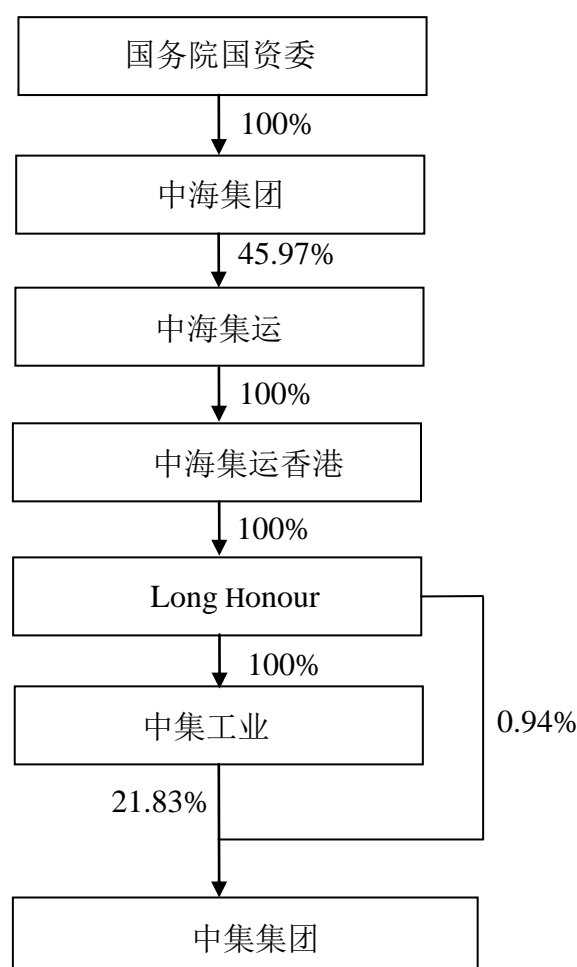 国务院国资委
100%
中海集团
45.97%
中海集运
100%
中海集运香港
100%
Long Honour
100%
中集工业
0.94%
21.83%
中集集团